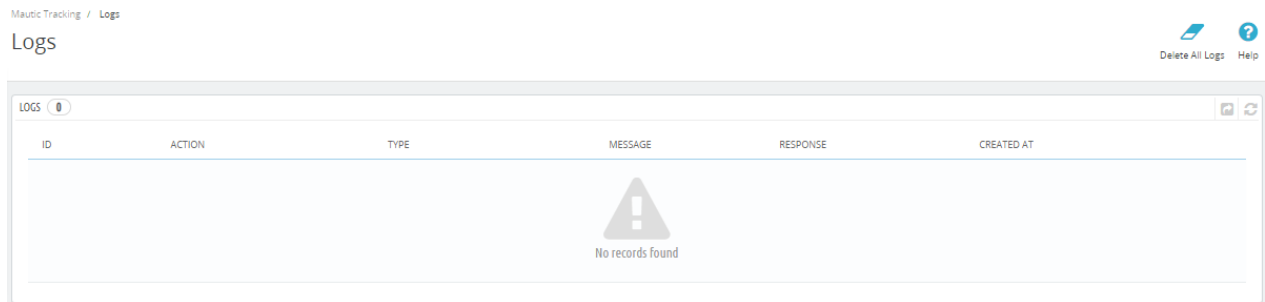 Mautic Tracking / Logs
Logs
Delete All Logs Help
LOGS 0
ID ACTION TYPE MESSAGE RESPONSE CREATED AT
No records found